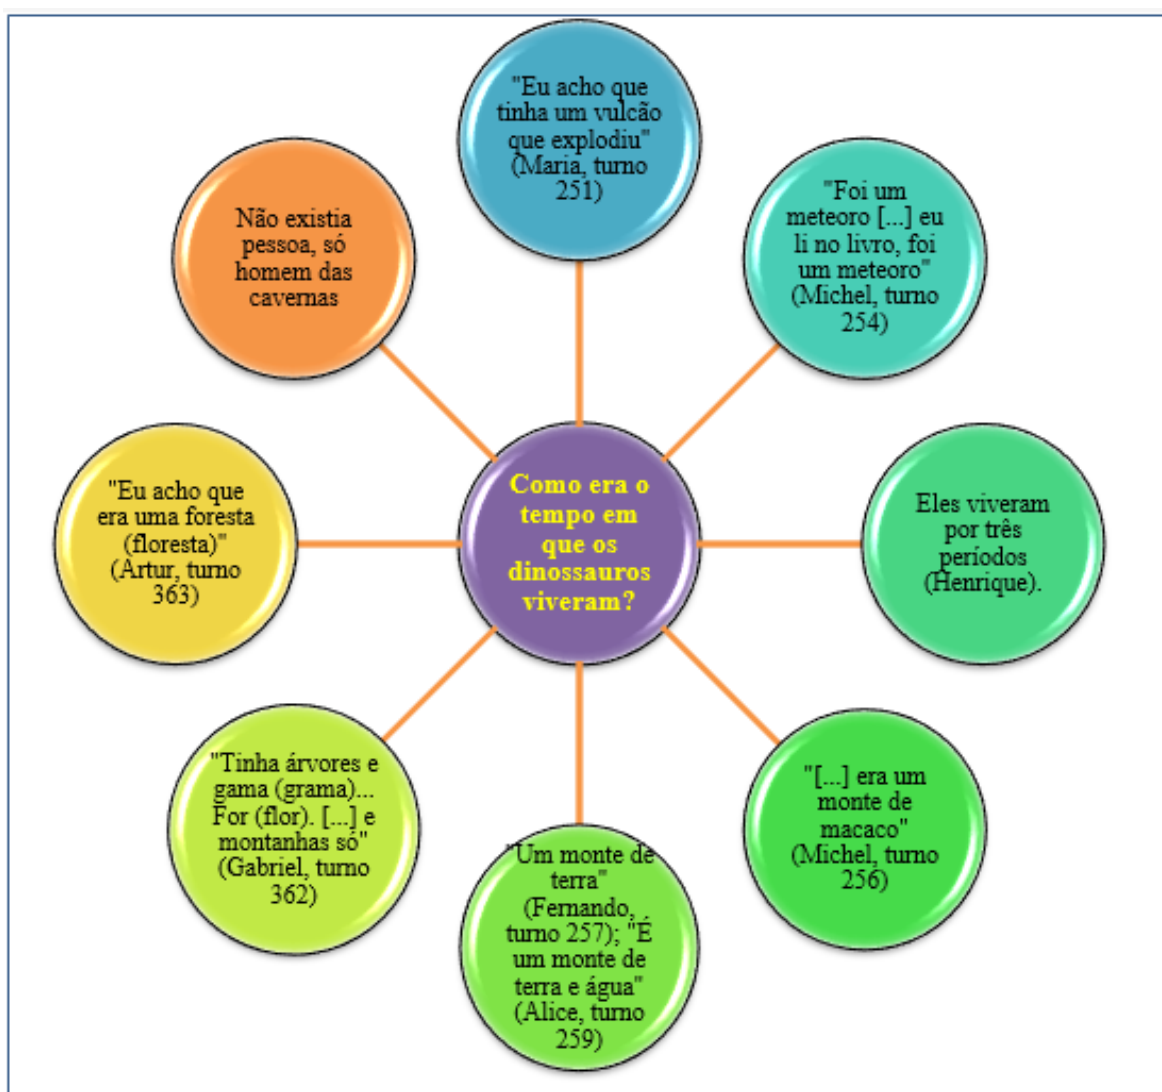 "Eu acho que
tinha um vulcão
que explodiu"
(Maria, turno
251)
"Foi um
meteoro [...] eu
li no livro, foi
um meteoro"
(Michel, turno
254)
Eles viveram
por três
períodos
(Henrique).
"[...] era um
monte de
macaco"
(Michel, turno
256)
"Um monte de
terra"
(Fernando,
turno 257); "É
um monte de
terra e água"
(Alice, turno
259)
"Tinha árvores e
gama (grama)...
For (flor). [...] e
montanhas só"
(Gabriel, turno
362)
"Eu acho que
era uma foresta
(floresta)"
(Artur, turno
363)
Não existia
pessoa, só
homem das
cavernas
Como era o
tempo em
que os
dinossauros
viveram?